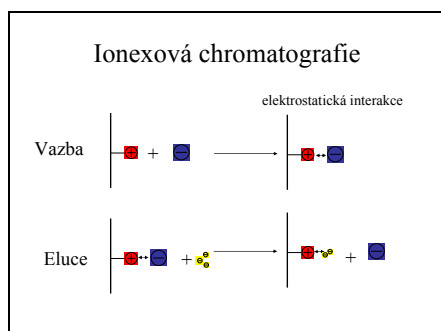 Ionexová chromatografie
elektrostatická interakce
Vazba
+
Eluce
+
+